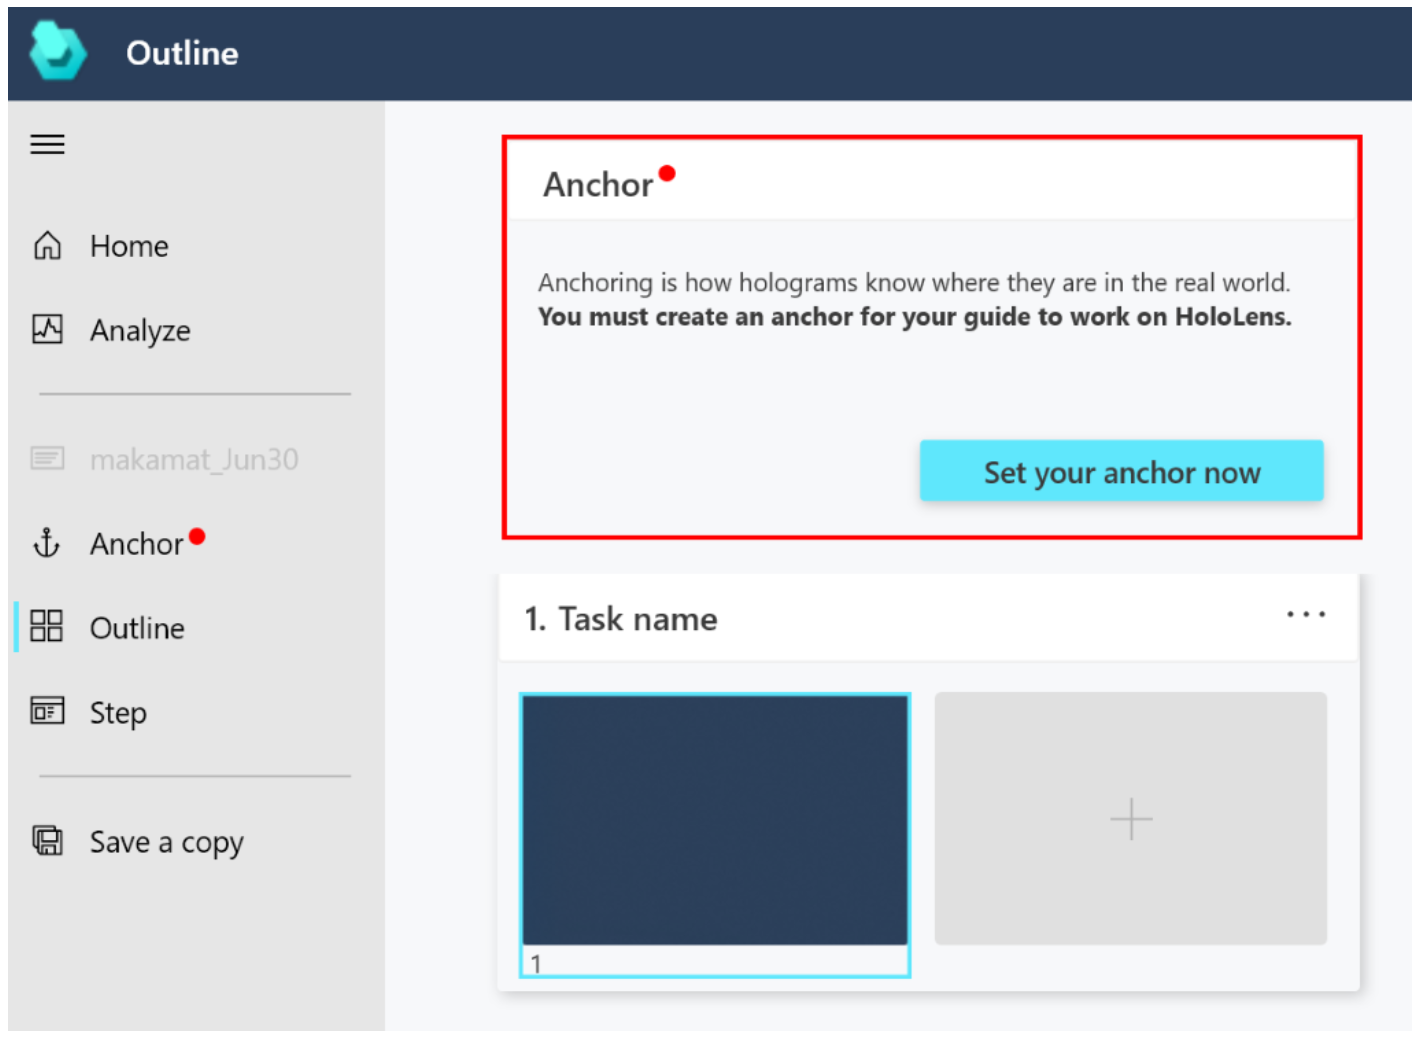 Outline
Home
Analyze
makamat_Jun30
Anchor
Outline
Step
Save a copy
Anchor
Anchoring is how holograms know where they are in the real world.
You must create an anchor for your guide to work on HoloLens.
Set your anchor now
1. Task name
1